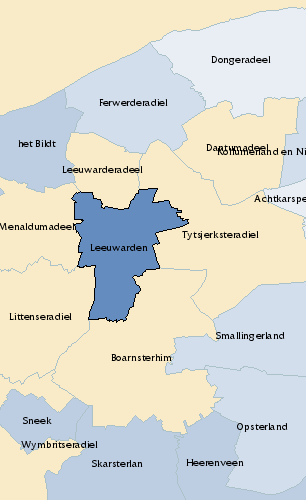 Dongeradeel
Ferwerderadiel
het Bildt
Dantumadeel
Kollumerland en Ni
Leeuwarderadeel
Achtkarspe
Menaldumadeel
Tytsjerksteradiel
Leeuwarden
Littenseradiel
Smallingerland
Boarnsterhim
Sneek
Opsterland
Wymbritseradiel
Skarsterlan
Heerenveen